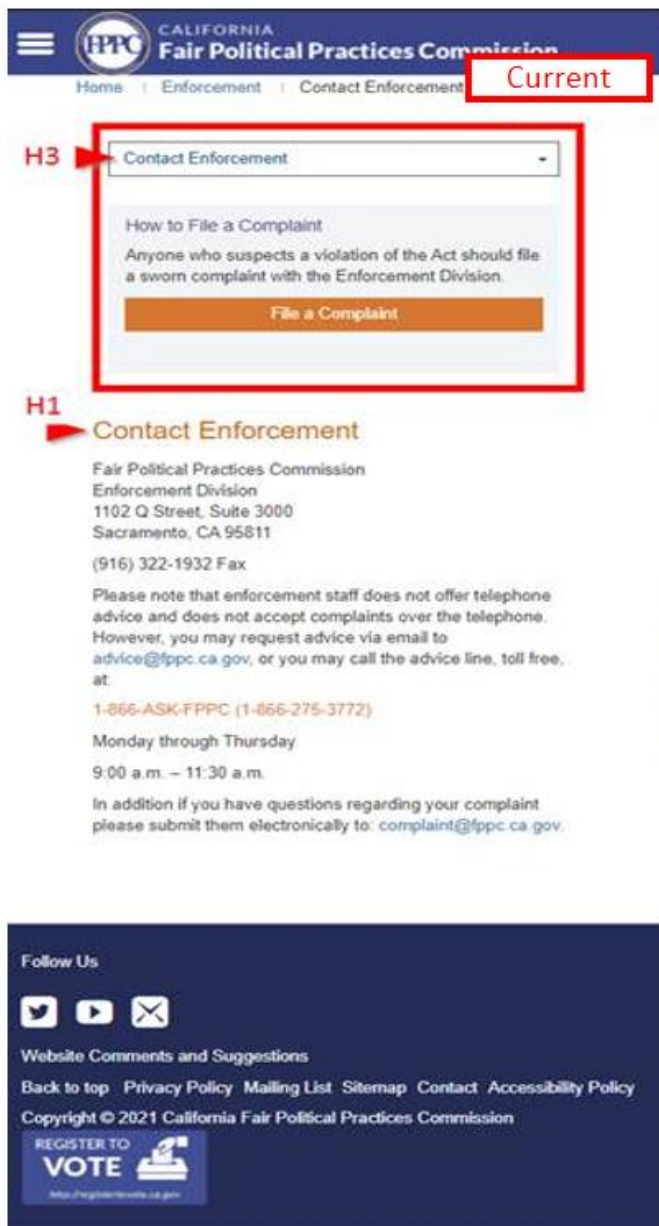 FPPC
CALIFORNIA
Fair Political Practices Commission
Current
Home | Enforcement | Contact Enforcement
H3
Contact Enforcement
How to File a Complaint
Anyone who suspects a violation of the Act should file
a sworn complaint with the Enforcement Division.
File a Complaint
H1
Contact Enforcement
Fair Political Practices Commission
Enforcement Division
1102 Q Street, Suite 3000
Sacramento, CA 95811
(916) 322-1932 Fax
Please note that enforcement staff does not offer telephone
advice and does not accept complaints over the telephone.
However, you may request advice via email to
advice@fppc.ca.gov, or you may call the advice line, toll free,
at
1-866-ASK-FPPC (1-866-275-3772)
Monday through Thursday
9:00 a.m. – 11:30 a.m.
In addition if you have questions regarding your complaint
please submit them electronically to: complaint@fppc.ca.gov.
Follow Us
Website Comments and Suggestions
Back to top Privacy Policy Mailing List Sitemap Contact Accessibility Policy
Copyright © 2021 California Fair Political Practices Commission
REGISTER TO
VOTE
http://registertovote.ca.gov